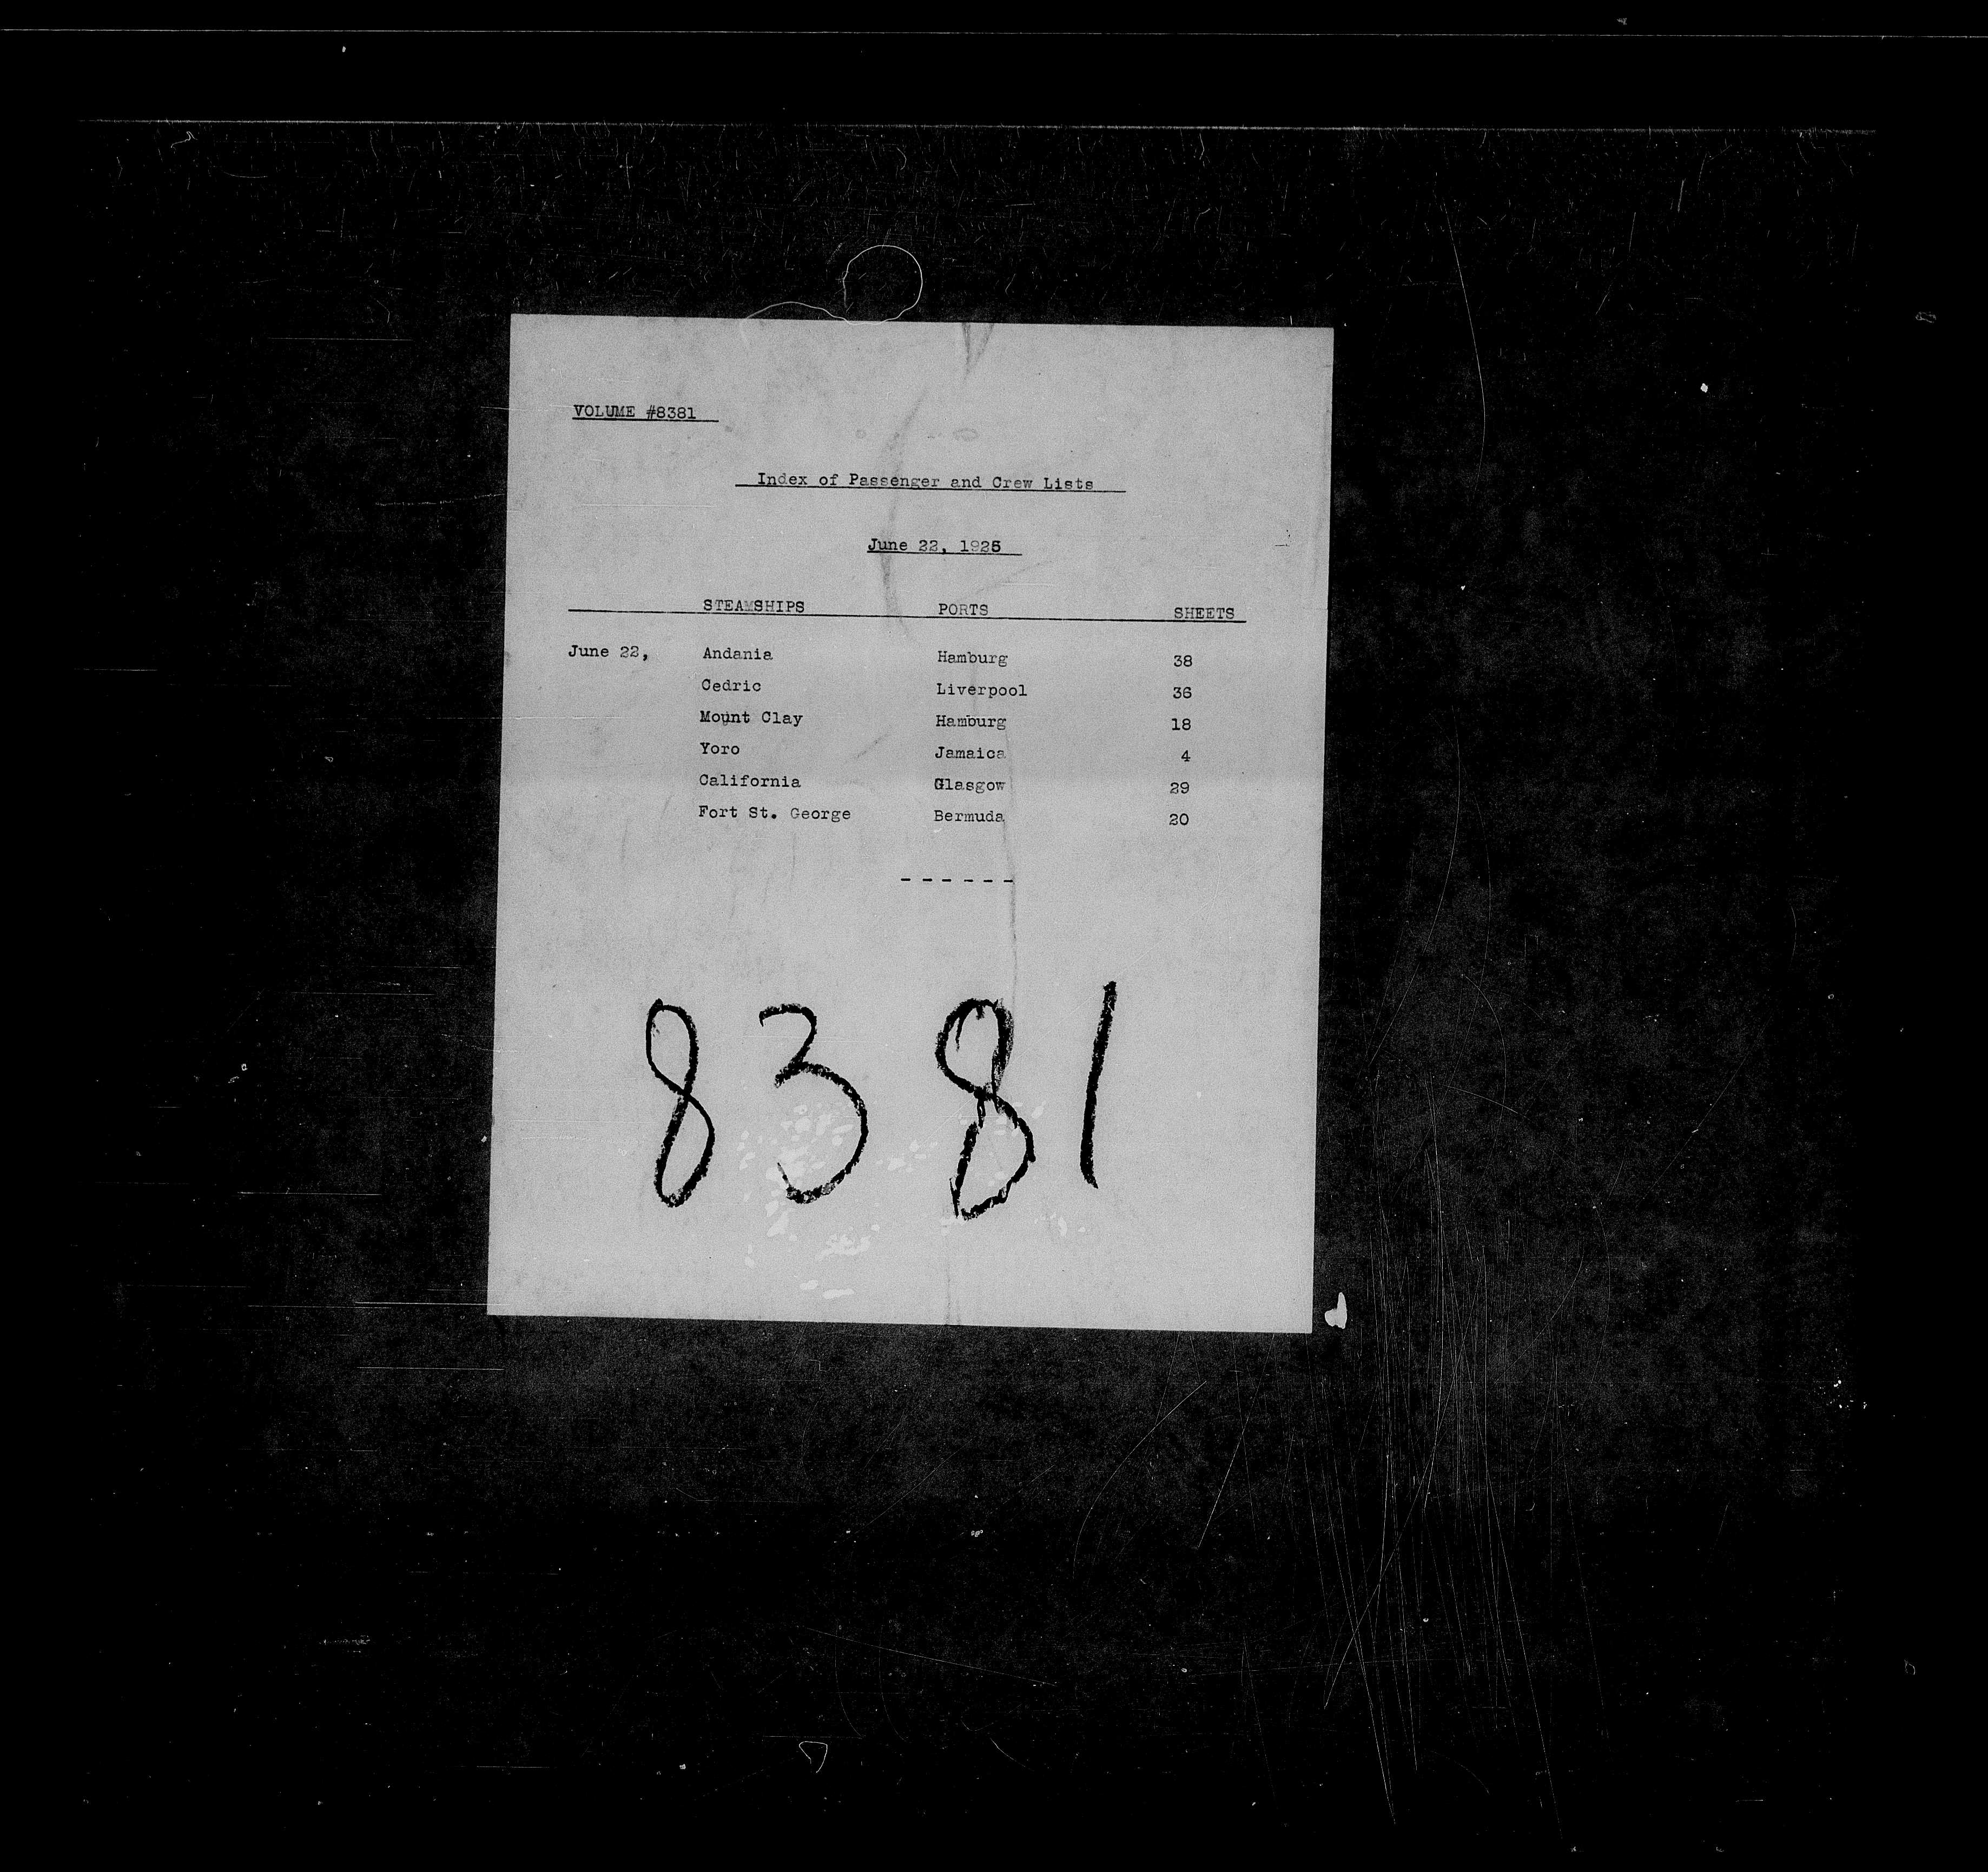 VOLUME #8381
Index of Passenger and Crew Lists
June 22, 1925
STEAMSHIPS PORTS SHEETS
June 22, Andania Hamburg 38
Cedric Liverpool 36
Mount Clay Hamburg 18
Yoro Jamaica 4
California Glasgow 29
Fort St. George Bermuda 20
- - - - - -
8381